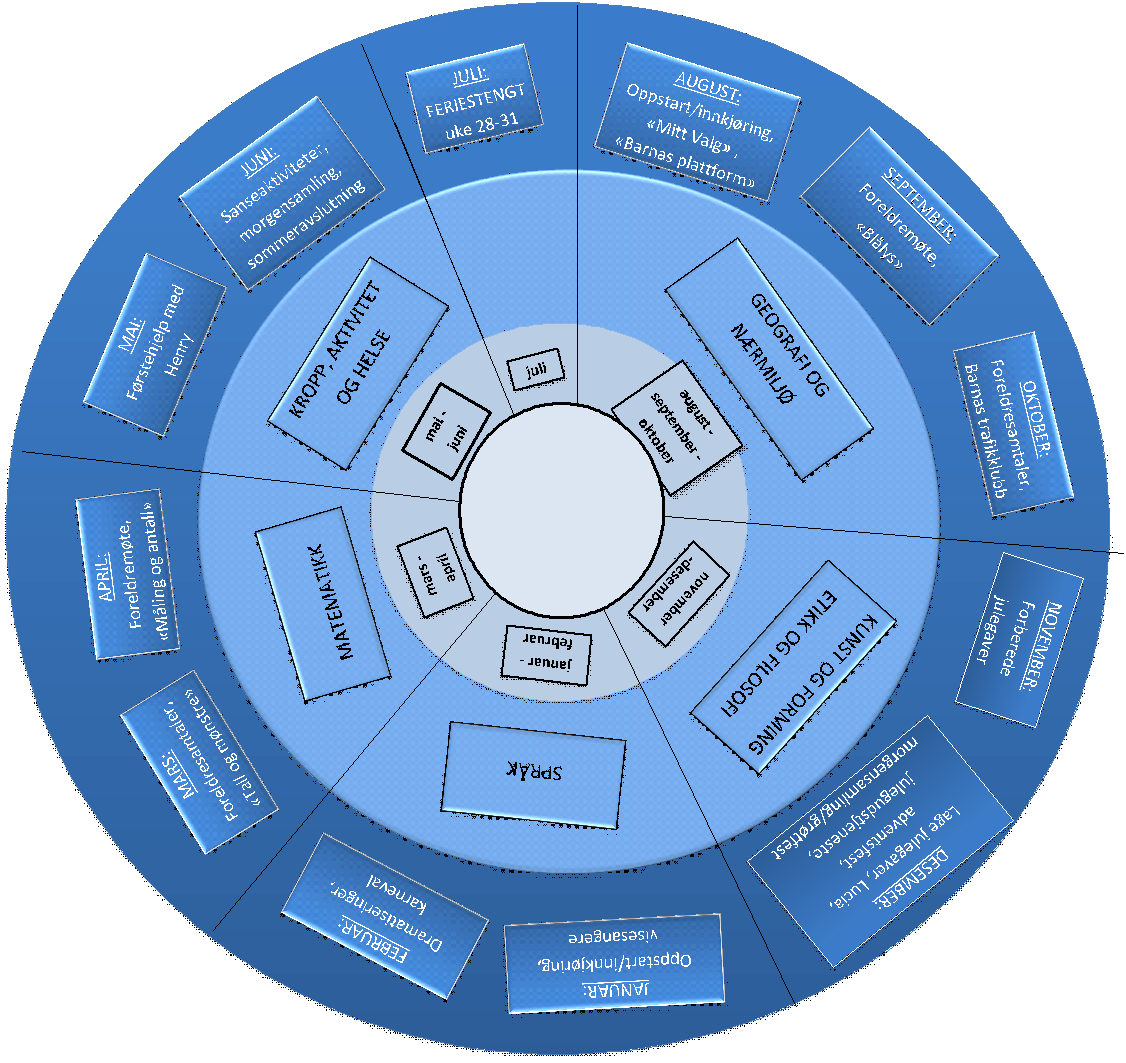 JULI:
FERIESTENGT
uke 28-31
AUGUST:
Oppstart/innkjøring,
«Mitt Valg» ,
«Barnas plattform»
SEPTEMBER:
Foreldremøte,
«Blålys»
OKTOBER:
Foreldresamtaler,
Barnas trafikklubb
NOVEMBER:
Forberede
julegaver
DESEMBER:
Lage julegaver, Lucia,
adventsfest,
julegudstjeneste,
morgensamling/grøtfest
JANUAR:
Oppstart/innkjøring,
visesangere
FEBRUAR:
Dramatiseringer,
karneval
MARS:
Foreldresamtaler,
«Tall og mønstre»
APRIL:
Foreldremøte,
«Måling og antall»
MAI:
Førstehjelp med
Henry
JUNI:
Sanseaktiviteter,
morgensamling,
sommeravslutning
GEOGRAFI OG
NÆRMILJØ
KUNST OG FORMING
ETIKK OG FILOSOFI
SPRÅK
MATEMATIKK
KROPP, AKTIVITET
OG HELSE
juli
august -
september -
oktober
november
-desember
januar -
februar
mars -
april
mai -
juni